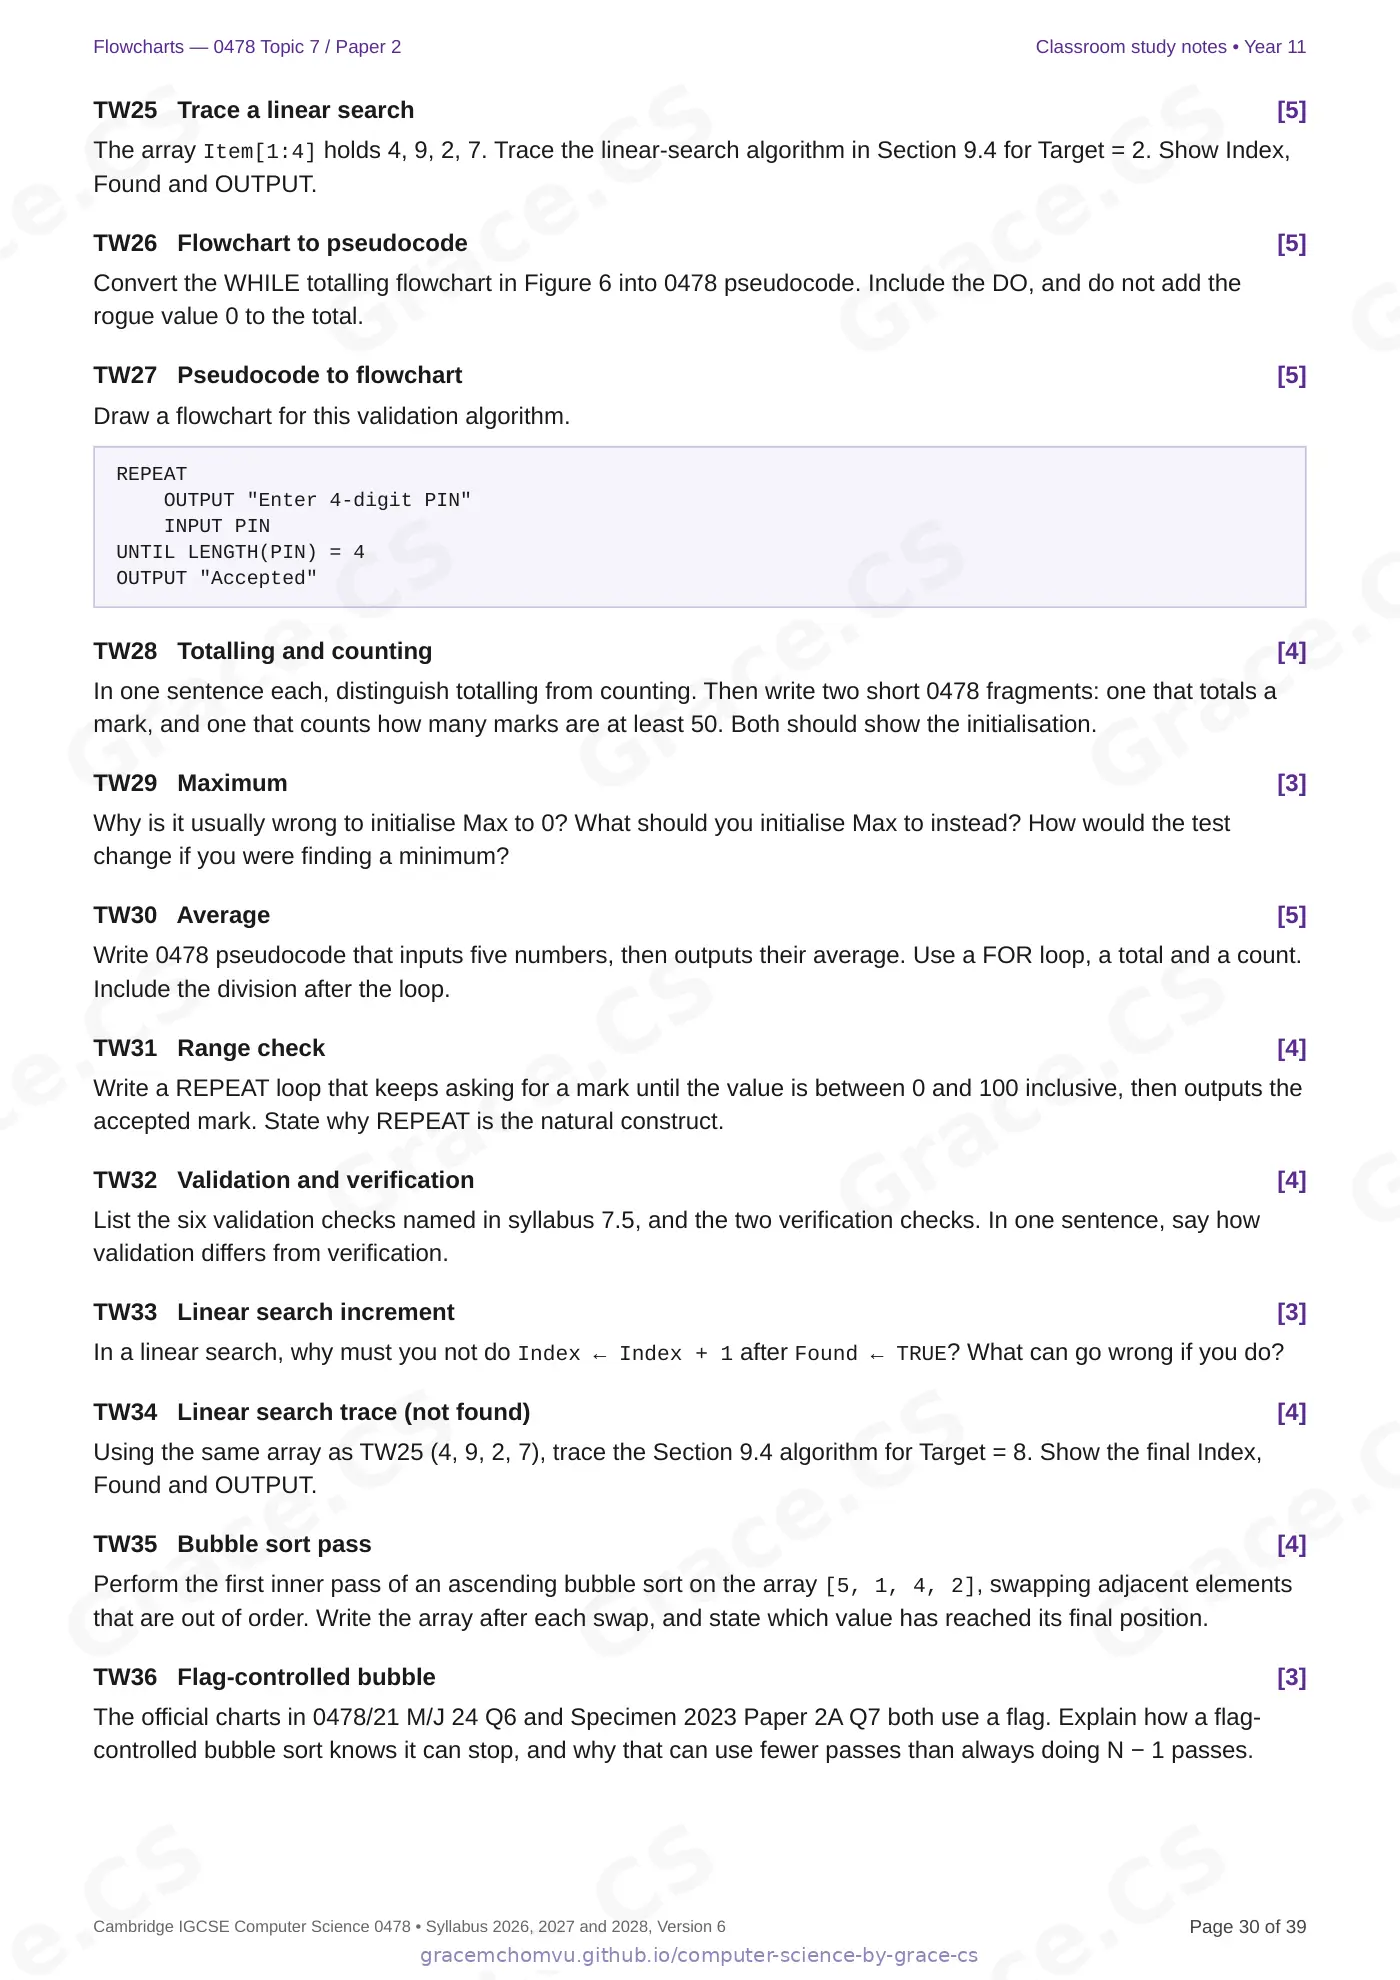 Flowcharts — 0478 Topic 7 / Paper 2
Classroom study notes • Year 11
TW25 Trace a linear search [5]
The array Item[1:4] holds 4, 9, 2, 7. Trace the linear-search algorithm in Section 9.4 for Target = 2. Show Index,
Found and OUTPUT.
TW26 Flowchart to pseudocode [5]
Convert the WHILE totalling flowchart in Figure 6 into 0478 pseudocode. Include the DO, and do not add the
rogue value 0 to the total.
TW27 Pseudocode to flowchart [5]
Draw a flowchart for this validation algorithm.
REPEAT
    OUTPUT "Enter 4-digit PIN"
    INPUT PIN
UNTIL LENGTH(PIN) = 4
OUTPUT "Accepted"
TW28 Totalling and counting [4]
In one sentence each, distinguish totalling from counting. Then write two short 0478 fragments: one that totals a
mark, and one that counts how many marks are at least 50. Both should show the initialisation.
TW29 Maximum [3]
Why is it usually wrong to initialise Max to 0? What should you initialise Max to instead? How would the test
change if you were finding a minimum?
TW30 Average [5]
Write 0478 pseudocode that inputs five numbers, then outputs their average. Use a FOR loop, a total and a count.
Include the division after the loop.
TW31 Range check [4]
Write a REPEAT loop that keeps asking for a mark until the value is between 0 and 100 inclusive, then outputs the
accepted mark. State why REPEAT is the natural construct.
TW32 Validation and verification [4]
List the six validation checks named in syllabus 7.5, and the two verification checks. In one sentence, say how
validation differs from verification.
TW33 Linear search increment [3]
In a linear search, why must you not do Index ← Index + 1 after Found ← TRUE? What can go wrong if you do?
TW34 Linear search trace (not found) [4]
Using the same array as TW25 (4, 9, 2, 7), trace the Section 9.4 algorithm for Target = 8. Show the final Index,
Found and OUTPUT.
TW35 Bubble sort pass [4]
Perform the first inner pass of an ascending bubble sort on the array [5, 1, 4, 2], swapping adjacent elements
that are out of order. Write the array after each swap, and state which value has reached its final position.
TW36 Flag-controlled bubble [3]
The official charts in 0478/21 M/J 24 Q6 and Specimen 2023 Paper 2A Q7 both use a flag. Explain how a flag-
controlled bubble sort knows it can stop, and why that can use fewer passes than always doing N − 1 passes.
Cambridge IGCSE Computer Science 0478 • Syllabus 2026, 2027 and 2028, Version 6
Page 30 of 39
gracemchomvu.github.io/computer-science-by-grace-cs
Grace.CS